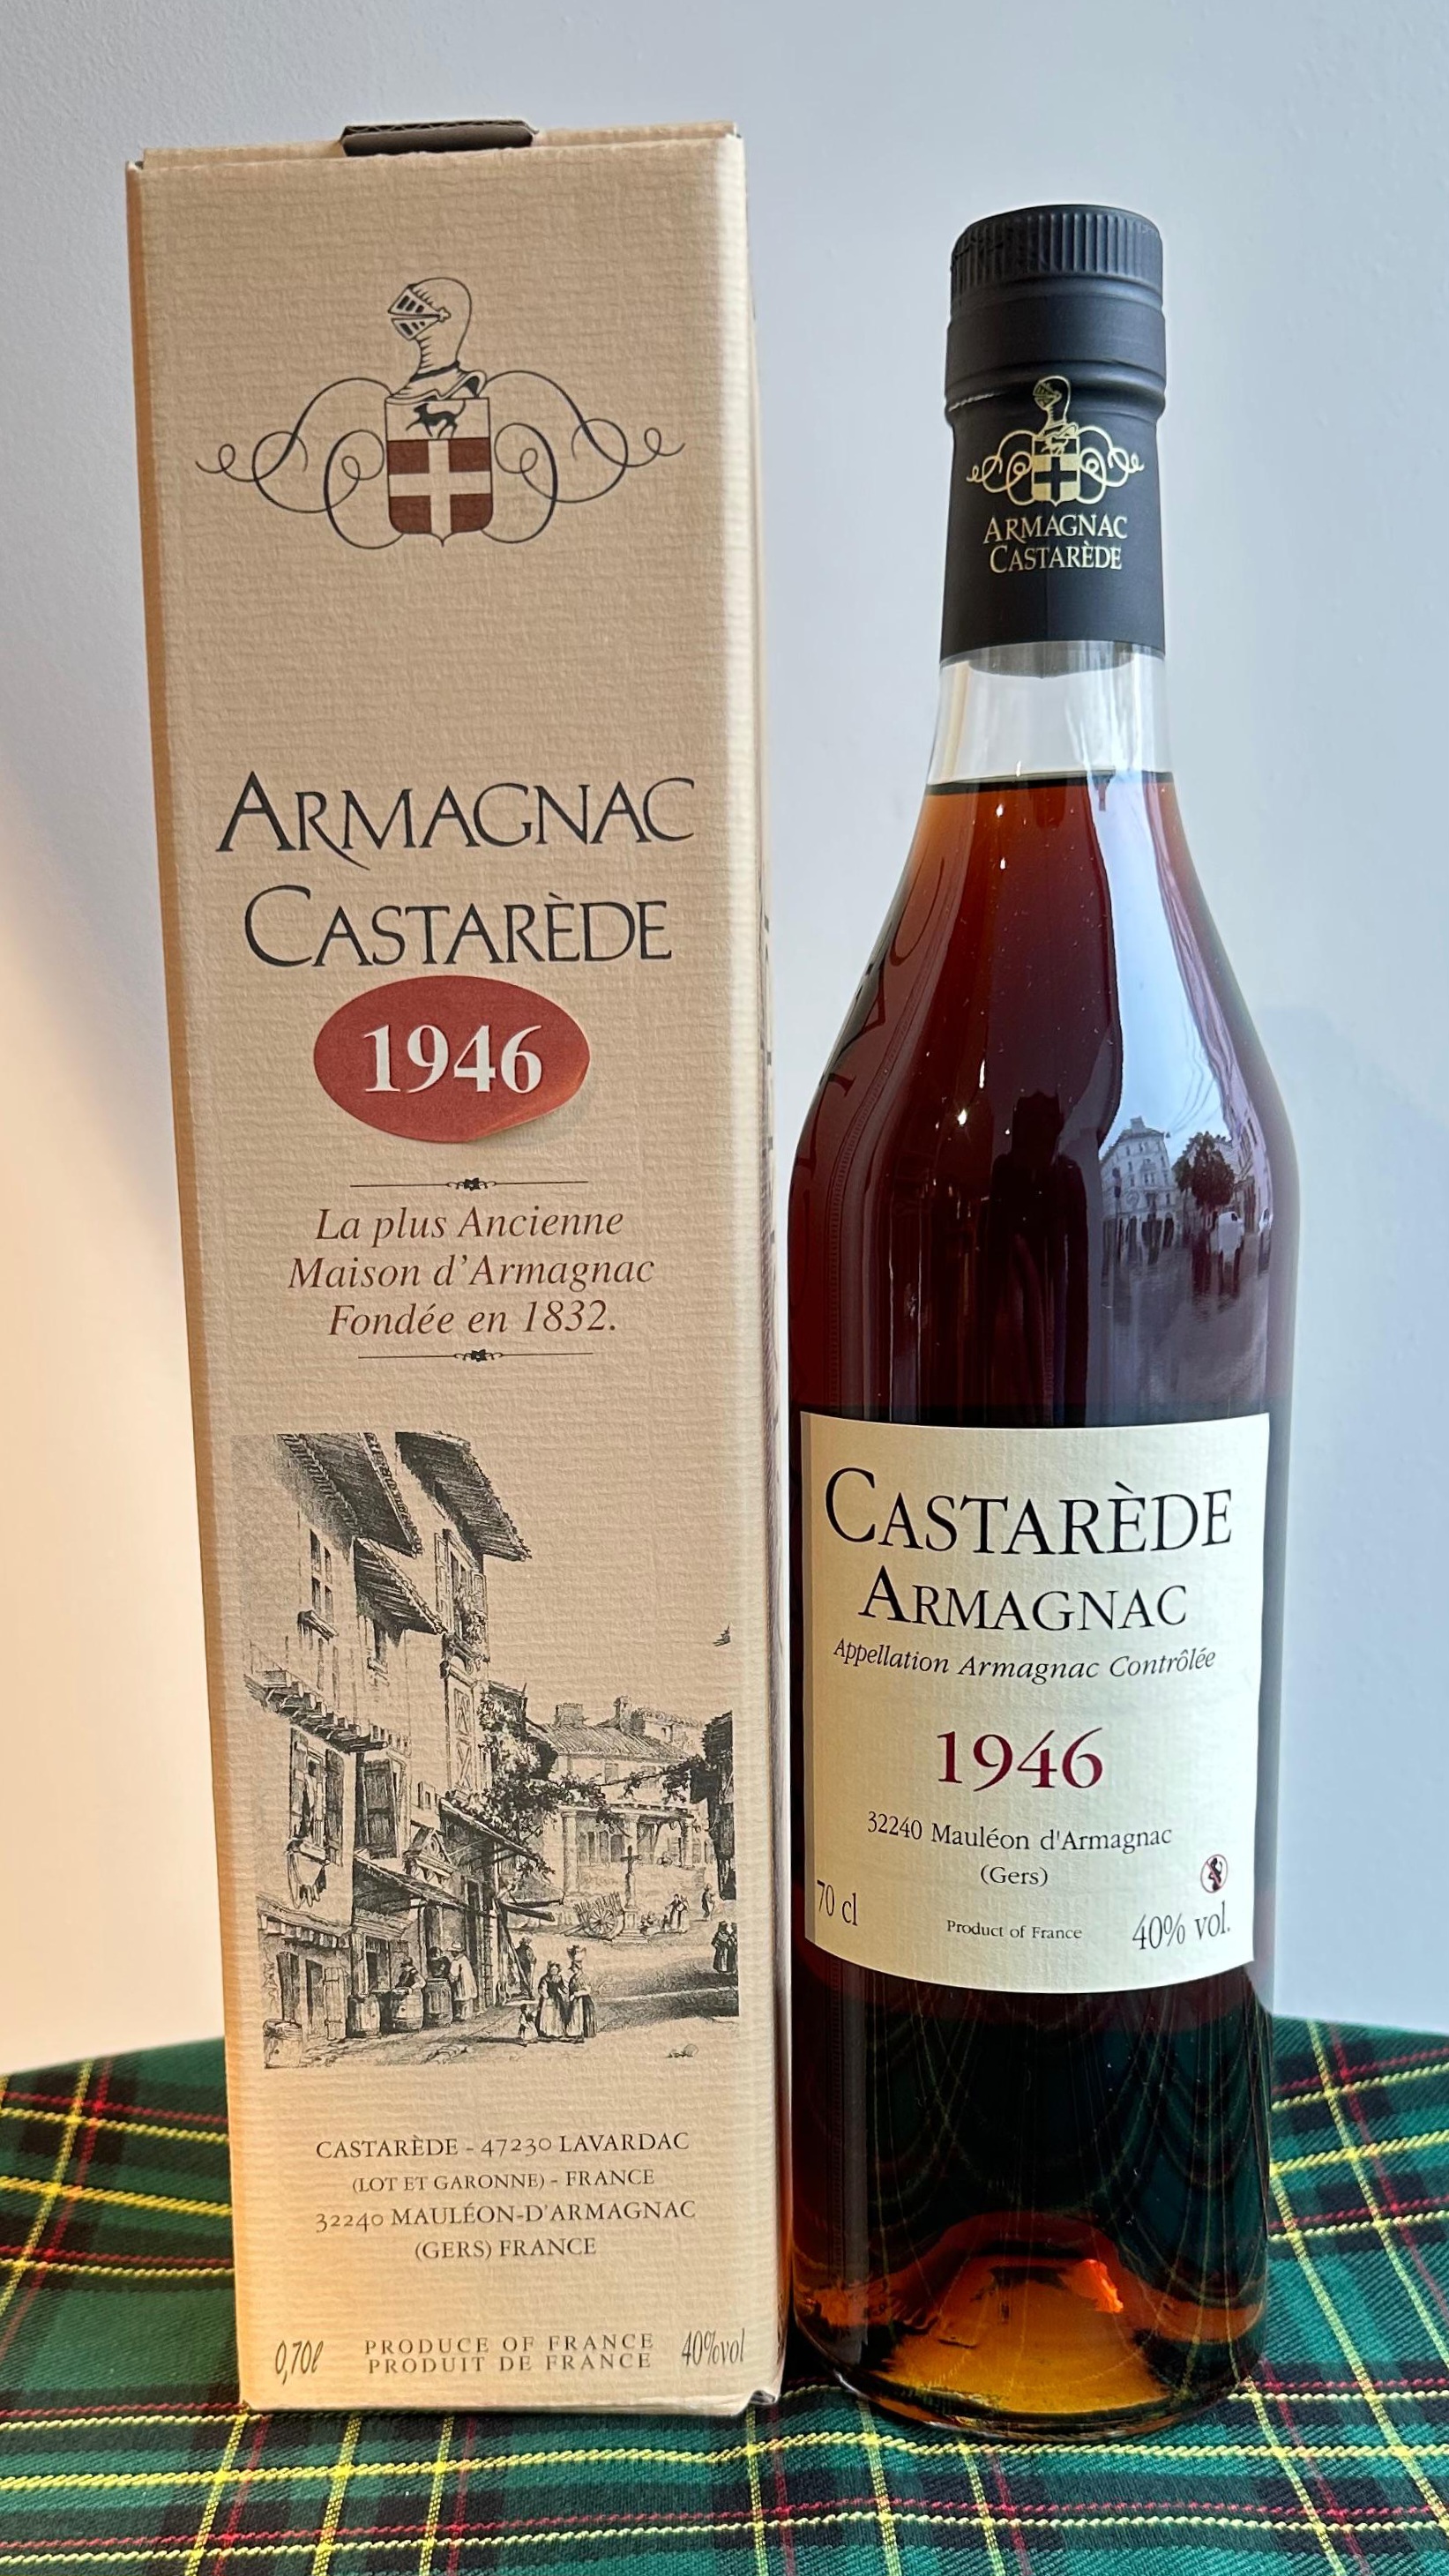 ARMAGNAC
CASTARÈDE
1946
La plus Ancienne
Maison d'Armagnac
Fondée en 1832.
CASTARÈDE - 47230 LAVARDAC
(LOT ET GARONNE) - FRANCE
32240 MAULÉON-D'ARMAGNAC
(GERS) FRANCE
0,70ℓ PRODUCE OF FRANCE 40%vol
PRODUIT DE FRANCE
ARMAGNAC
CASTARÈDE
CASTARÈDE
ARMAGNAC
Appellation Armagnac Contrôlée
1946
32240 Mauléon d'Armagnac
(Gers)
70 cl Product of France 40% vol.